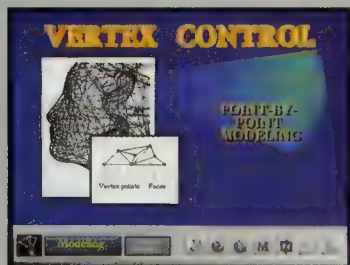 VERTEX CONTROL
POINT-BY-
POINT
MODELING
Vertex points Faces
Modeling
M